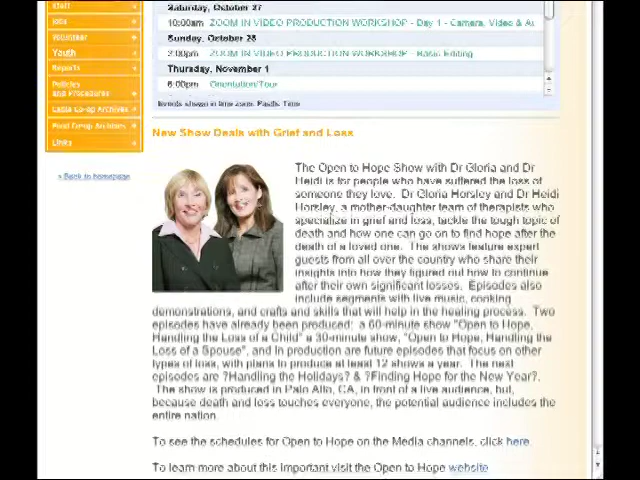 Staff
Jobs
Volunteer
Youth
Reports
Policies
and Procedures
Cable Co-op Archives
Pond Co-op Archives
Links
« Back to homepage
Saturday, October 27
10:00am ZOOM IN VIDEO PRODUCTION WORKSHOP - Day 1 - Camera, Video & Au
Sunday, October 28
2:00pm ZOOM IN VIDEO PRODUCTION WORKSHOP - Basic Editing
Thursday, November 1
6:00pm Orientation/Tour
Events shown in time zone: Pacific Time
New Show Deals with Grief and Loss
The Open to Hope Show with Dr Gloria and Dr
Heidi is for people who have suffered the loss of
someone they love. Dr Gloria Horsley and Dr Heidi
Horsley, a mother-daughter team of therapists who
specialize in grief and loss, tackle the tough topic of
death and how one can go on to find hope after the
death of a loved one. The shows feature expert
guests from all over the country who share their
insights into how they figured out how to continue
after their own significant losses. Episodes also
include segments with live music, cooking
demonstrations, and crafts and skills that will help in the healing process. Two
episodes have already been produced: a 60-minute show "Open to Hope,
Handling the Loss of a Child" a 30-minute show, "Open to Hope, Handling the
Loss of a Spouse", and in production are future episodes that focus on other
types of loss, with plans to produce at least 12 shows a year. The next
episodes are ?Handling the Holidays? & ?Finding Hope for the New Year?.
The show is produced in Palo Alto, CA, in front of a live audience, but,
because death and loss touches everyone, the potential audience includes the
entire nation.
To see the schedules for Open to Hope on the Media channels, click here.
To learn more about this important visit the Open to Hope website